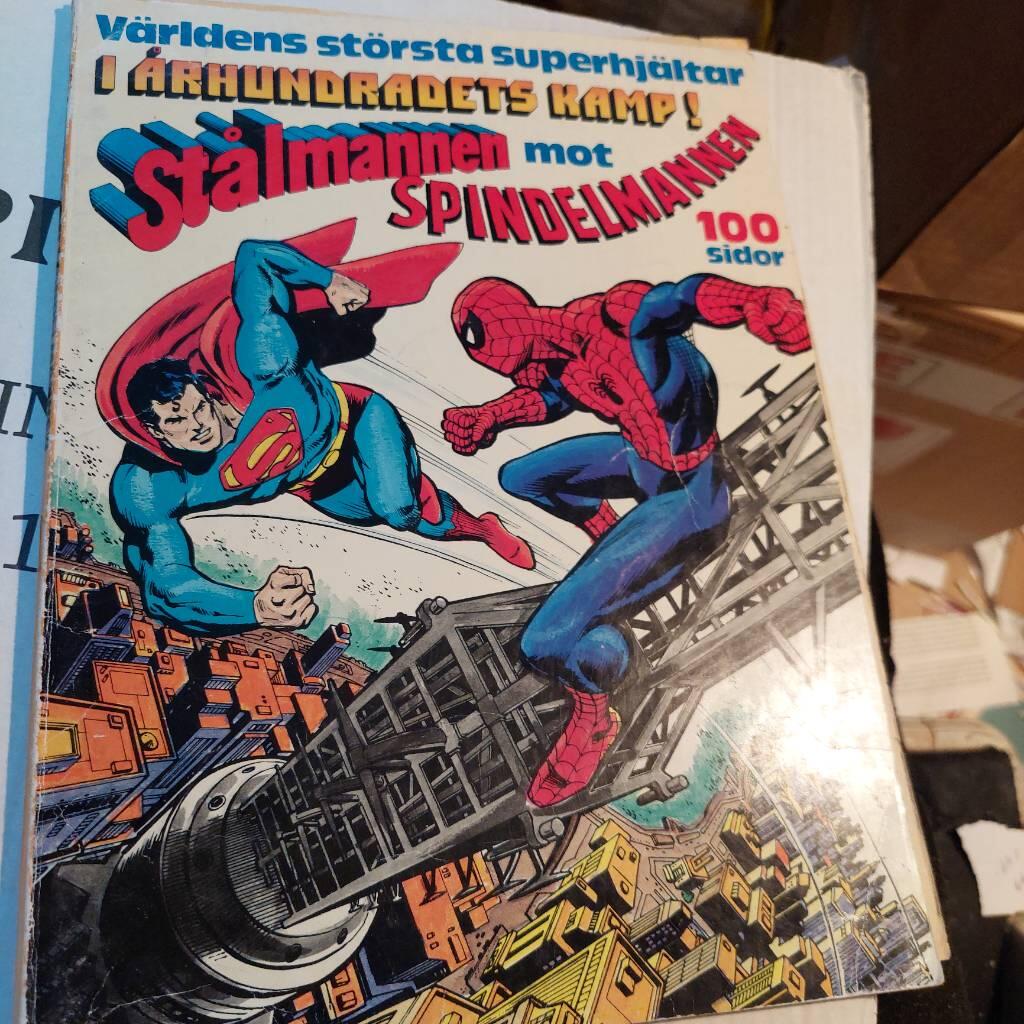 Världens största superhjältar
I ÅRHUNDRADETS KAMP!
Stålmannen mot
SPINDELMANNEN
100
sidor